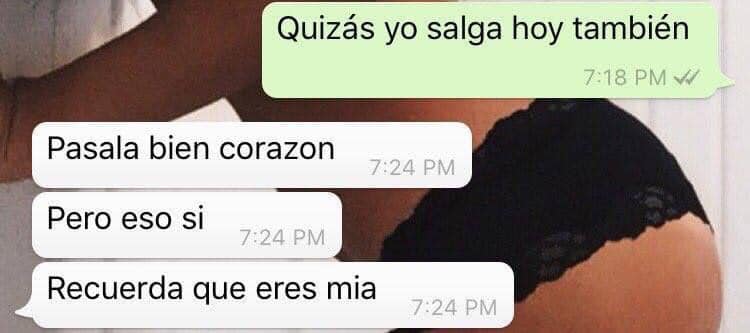 Quizás yo salga hoy también
7:18 PM
Pasala bien corazon
7:24 PM
Pero eso si
7:24 PM
Recuerda que eres mia
7:24 PM